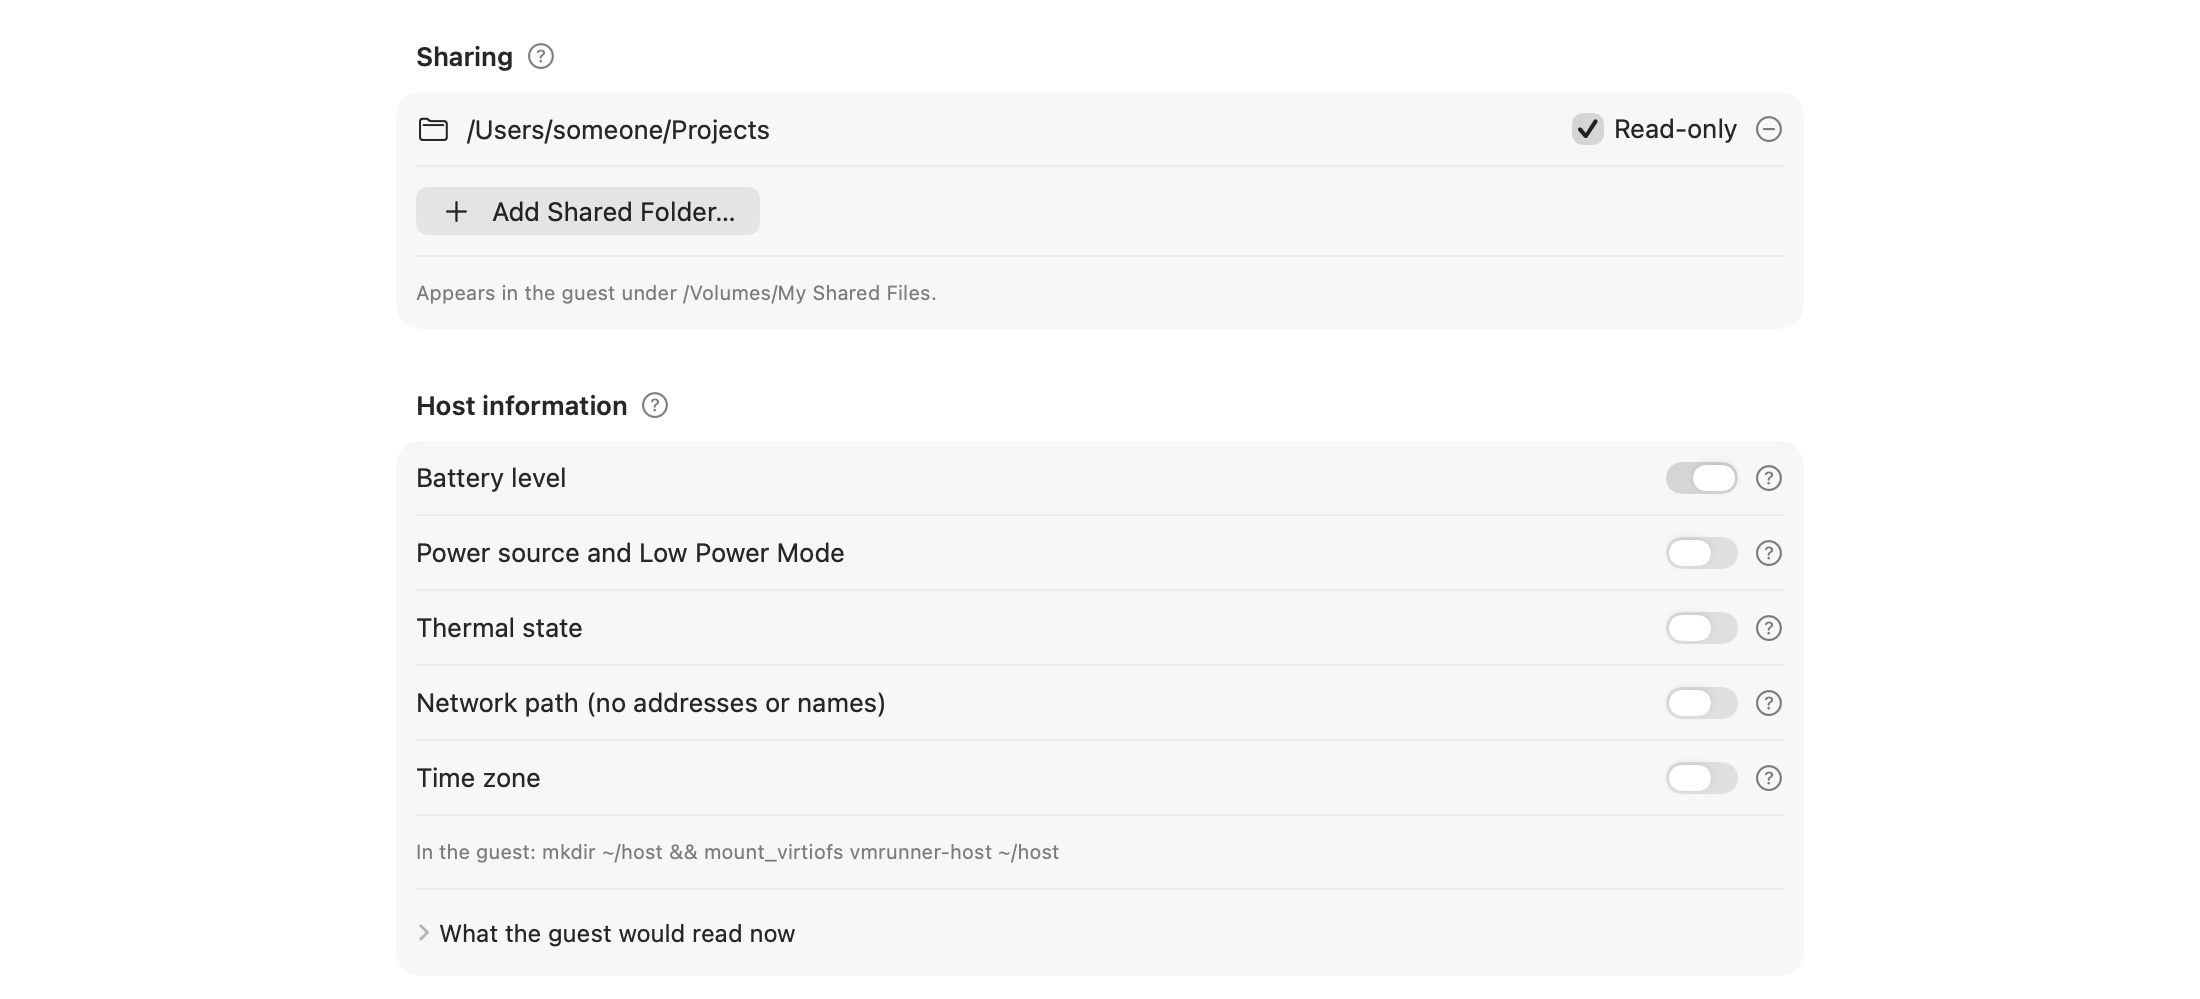 Sharing ?
/Users/someone/Projects
Read-only
+ Add Shared Folder...
Appears in the guest under /Volumes/My Shared Files.
Host information ?
Battery level ?
Power source and Low Power Mode ?
Thermal state ?
Network path (no addresses or names) ?
Time zone ?
In the guest: mkdir ~/host && mount_virtiofs vmrunner-host ~/host
What the guest would read now